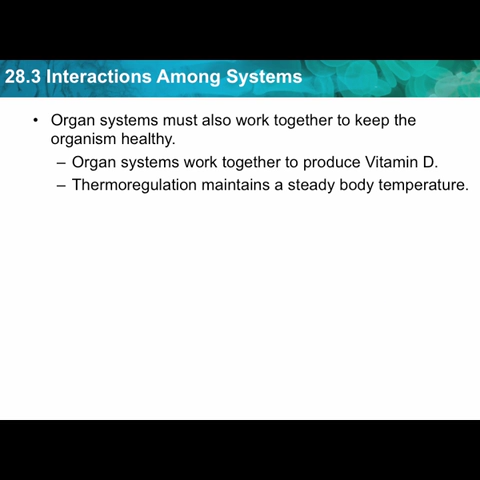 28.3 Interactions Among Systems
• Organ systems must also work together to keep the
organism healthy.
– Organ systems work together to produce Vitamin D.
– Thermoregulation maintains a steady body temperature.